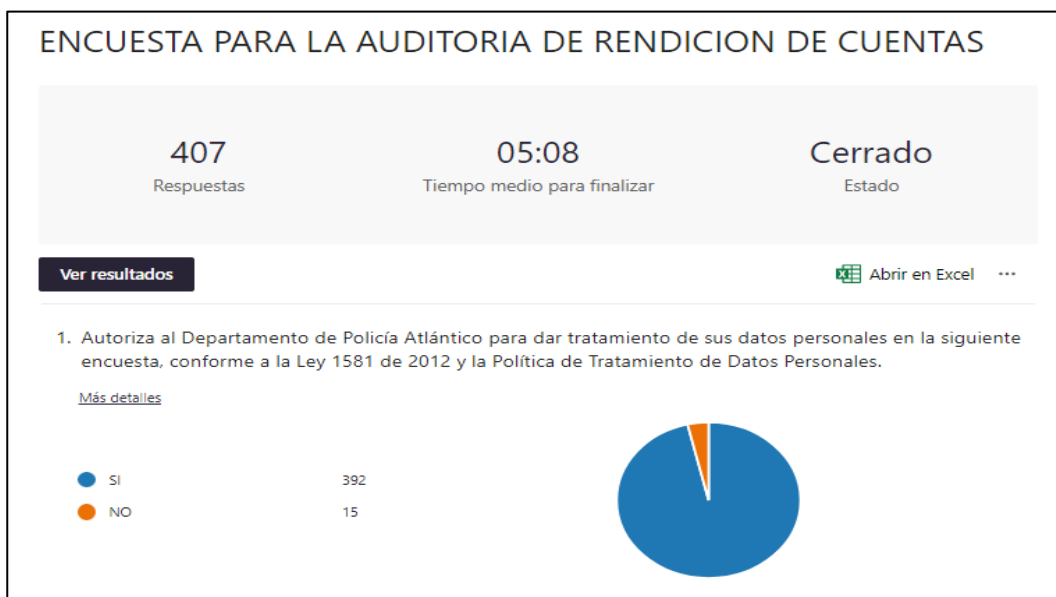 ENCUESTA PARA LA AUDITORIA DE RENDICION DE CUENTAS
407
Respuestas
05:08
Tiempo medio para finalizar
Cerrado
Estado
Ver resultados
Abrir en Excel ···
1. Autoriza al Departamento de Policía Atlántico para dar tratamiento de sus datos personales en la siguiente
encuesta, conforme a la Ley 1581 de 2012 y la Política de Tratamiento de Datos Personales.
Más detalles
SI 392
NO 15